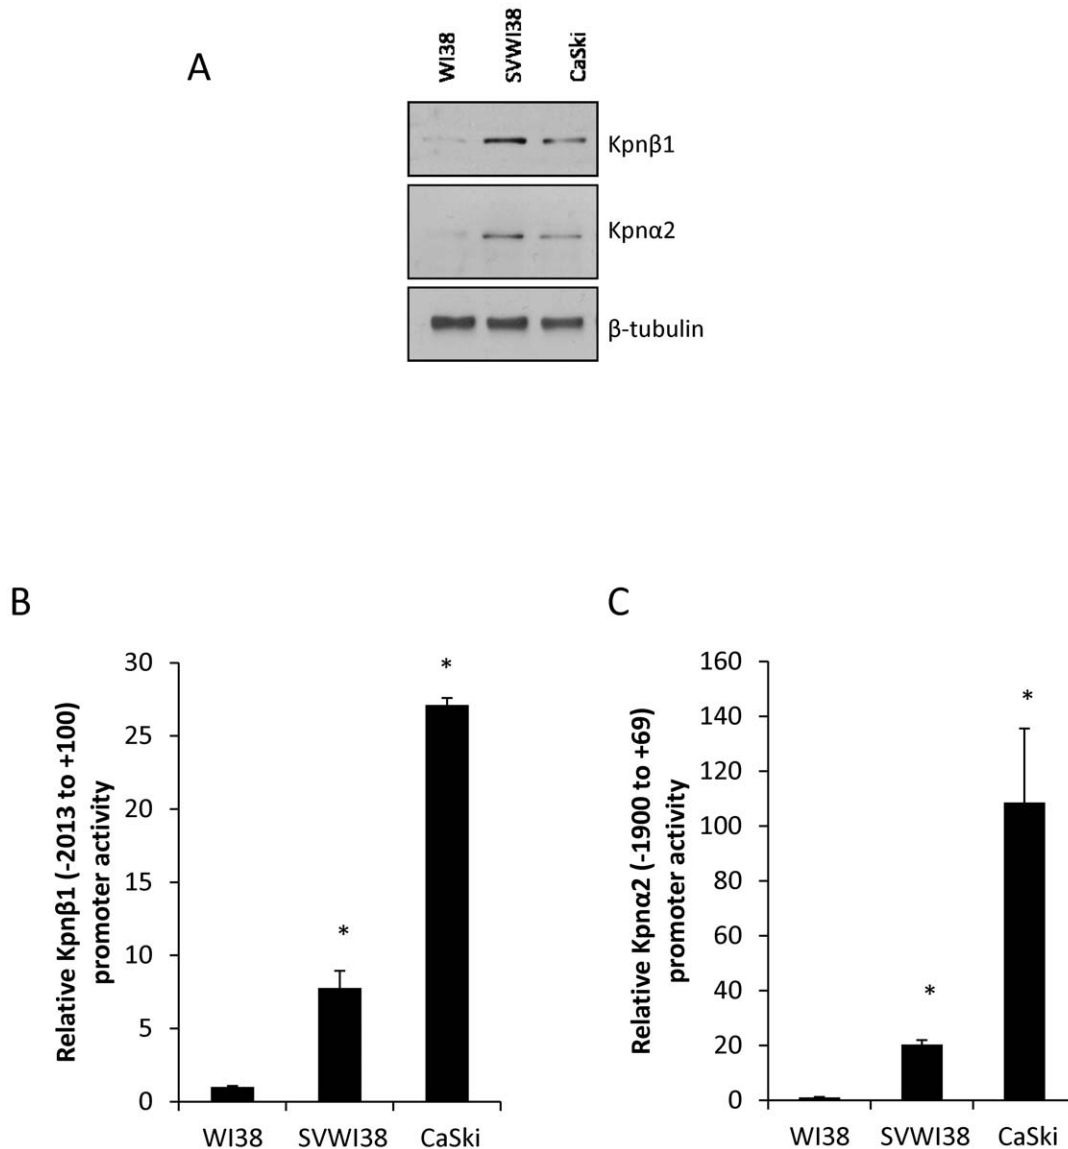 A
WI38
SVWI38
CaSki
Kpnβ1
Kpnα2
β-tubulin
B
Relative Kpnβ1 (-2013 to +100)
promoter activity
30
25
20
15
10
5
0
*
*
WI38 SVWI38 CaSki
C
Relative Kpnα2 (-1900 to +69)
promoter activity
160
140
120
100
80
60
40
20
0
*
*
WI38 SVWI38 CaSki